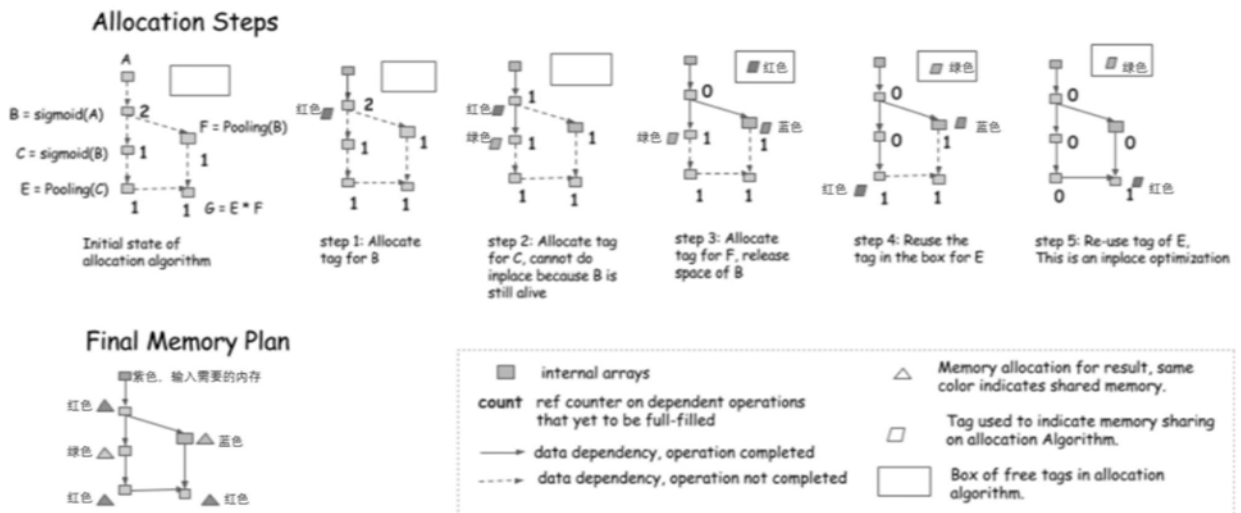 Allocation Steps
A
B = sigmoid(A)
2
F = Pooling(B)
C = sigmoid(B)
1
1
E = Pooling(C)
1
1
G = E * F
Initial state of
allocation algorithm
红色
2
1
1
1
1
step 1: Allocate
tag for B
红色
1
绿色
1
1
1
1
step 2: Allocate tag
for C, cannot do
inplace because B is
still alive
红色
0
绿色
1
蓝色
1
1
1
step 3: Allocate
tag for F, release
space of B
绿色
0
蓝色
0
1
红色
1
1
step 4: Reuse the
tag in the box for E
绿色
0
0
0
红色
0
1
step 5: Re-use tag of E,
This is an inplace optimization
Final Memory Plan
紫色、输入需要的内存
红色
蓝色
绿色
红色
红色
internal arrays
count ref counter on dependent operations
that yet to be full-filled
data dependency, operation completed
data dependency, operation not completed
Memory allocation for result, same
color indicates shared memory.
Tag used to indicate memory sharing
on allocation Algorithm.
Box of free tags in allocation
algorithm.